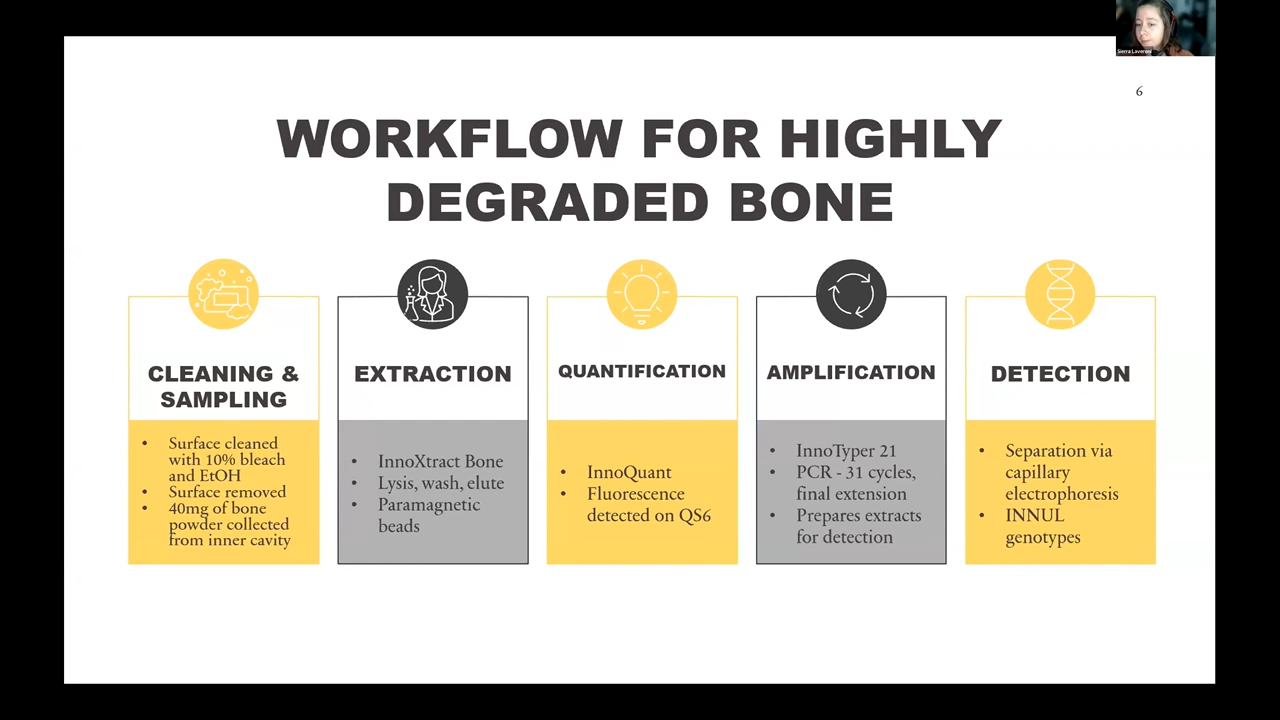 Sierra Laveroni
6
WORKFLOW FOR HIGHLY
DEGRADED BONE
CLEANING &
SAMPLING
• Surface cleaned
with 10% bleach
and EtOH
• Surface removed
• 40mg of bone
powder collected
from inner cavity
EXTRACTION
• InnoXtract Bone
• Lysis, wash, elute
• Paramagnetic
beads
QUANTIFICATION
• InnoQuant
• Fluorescence
detected on QS6
AMPLIFICATION
• InnoTyper 21
• PCR - 31 cycles,
final extension
• Prepares extracts
for detection
DETECTION
• Separation via
capillary
electrophoresis
• INNUL
genotypes